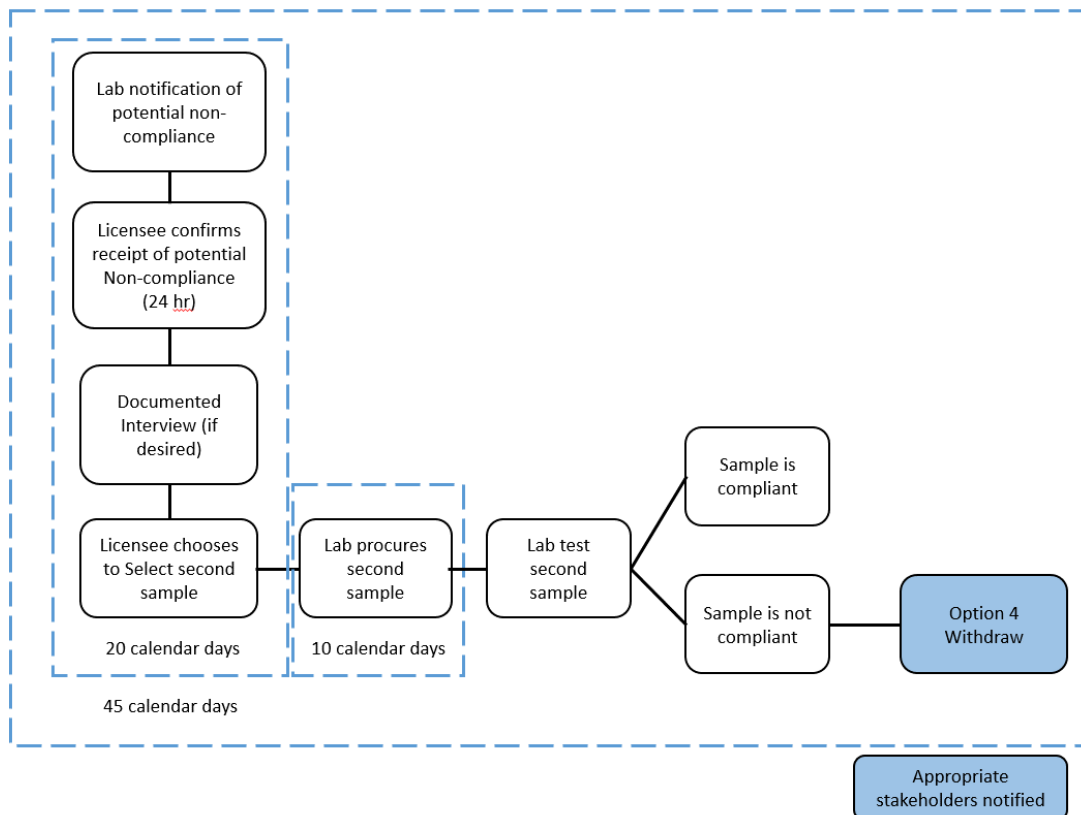 Lab notification of
potential non-
compliance
Licensee confirms
receipt of potential
Non-compliance
(24 hr)
Documented
Interview (if
desired)
Licensee chooses
to Select second
sample
20 calendar days
45 calendar days
Lab procures
second
sample
10 calendar days
Lab test
second
sample
Sample is
compliant
Sample is not
compliant
Option 4
Withdraw
Appropriate
stakeholders notified